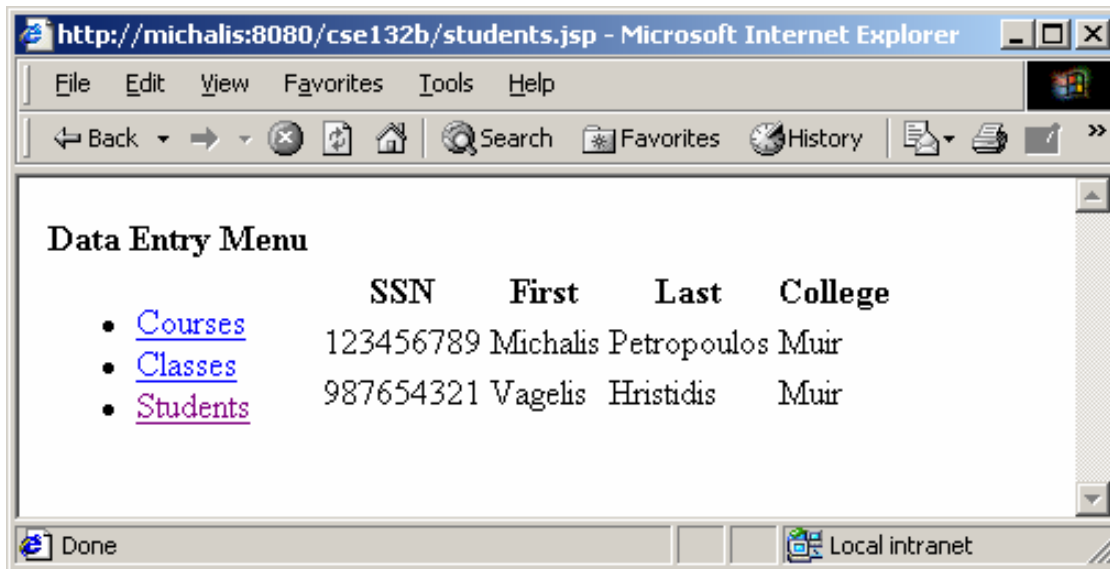 http://michalis:8080/cse132b/students.jsp - Microsoft Internet Explorer
File Edit View Favorites Tools Help
Back Search Favorites History »
Data Entry Menu
Courses
Classes
Students
SSN First Last College
123456789 Michalis Petropoulos Muir
987654321 Vagelis Hristidis Muir
Done Local intranet